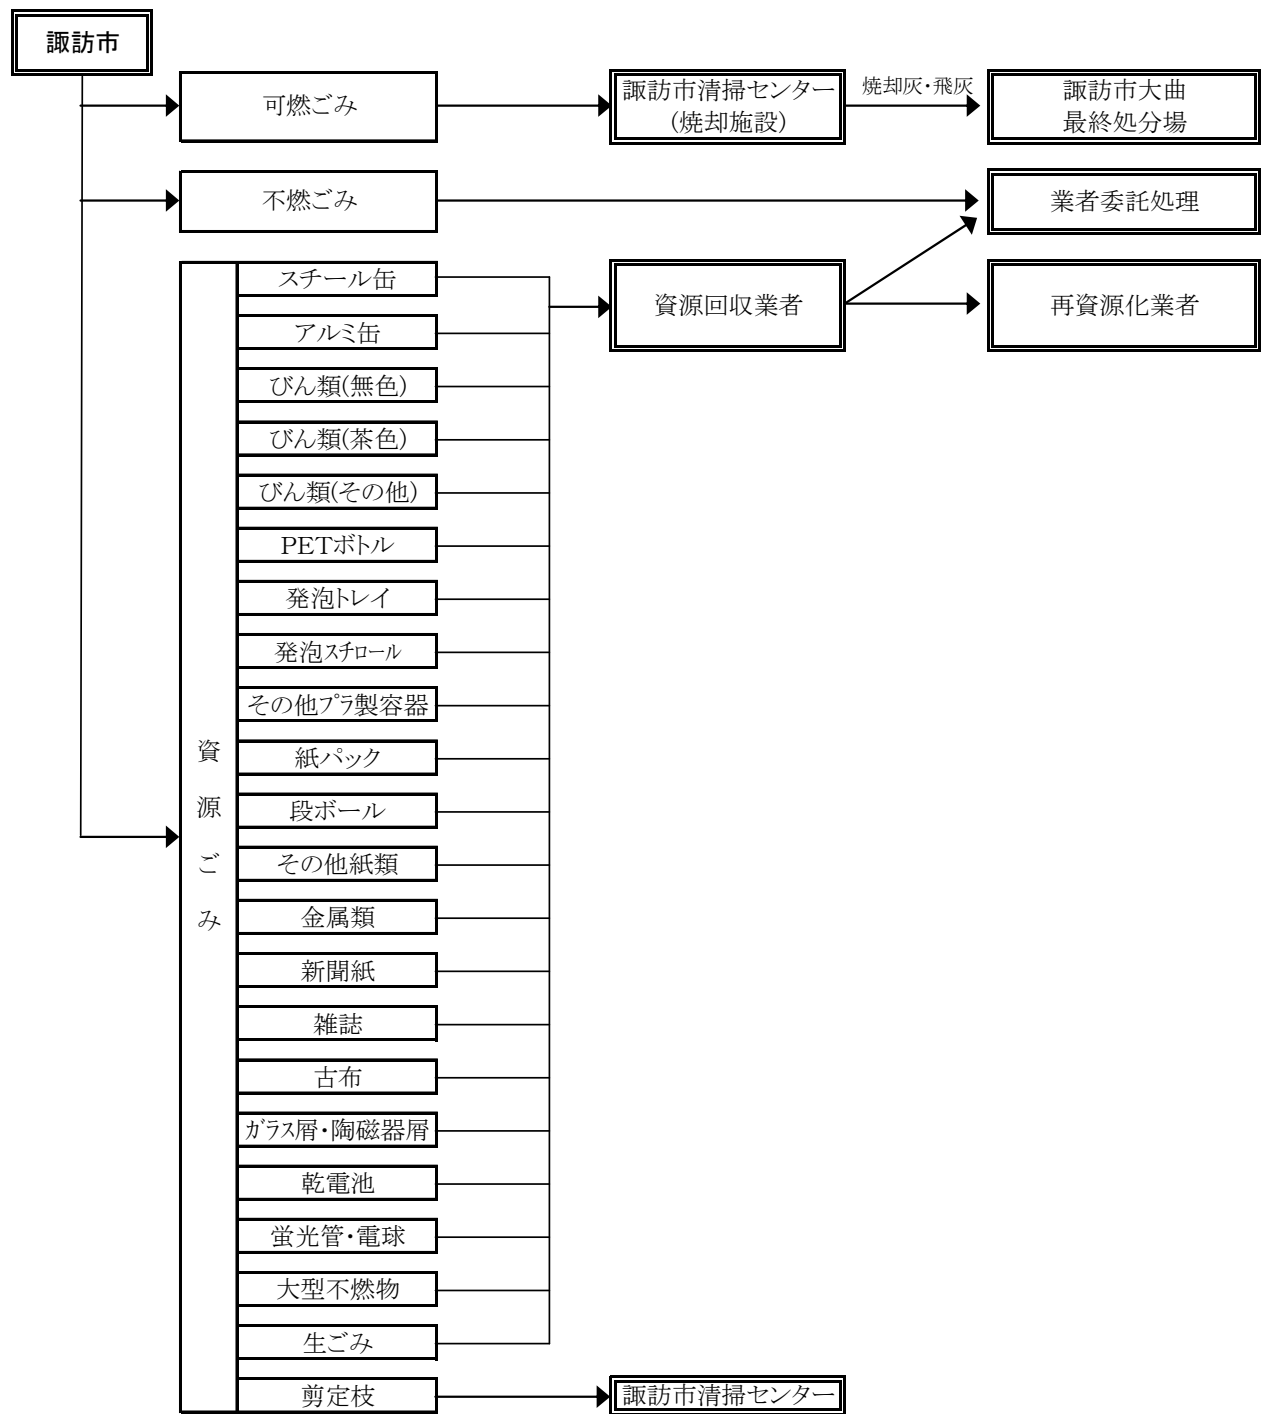 諏訪市
可燃ごみ
諏訪市清掃センター
(焼却施設)
焼却灰・飛灰
諏訪市大曲
最終処分場
不燃ごみ
業者委託処理
資源ごみ
スチール缶
資源回収業者
再資源化業者
アルミ缶
びん類(無色)
びん類(茶色)
びん類(その他)
PETボトル
発泡トレイ
発泡スチロール
その他プラ製容器
紙パック
段ボール
その他紙類
金属類
新聞紙
雑誌
古布
ガラス屑・陶磁器屑
乾電池
蛍光管・電球
大型不燃物
生ごみ
剪定枝
諏訪市清掃センター